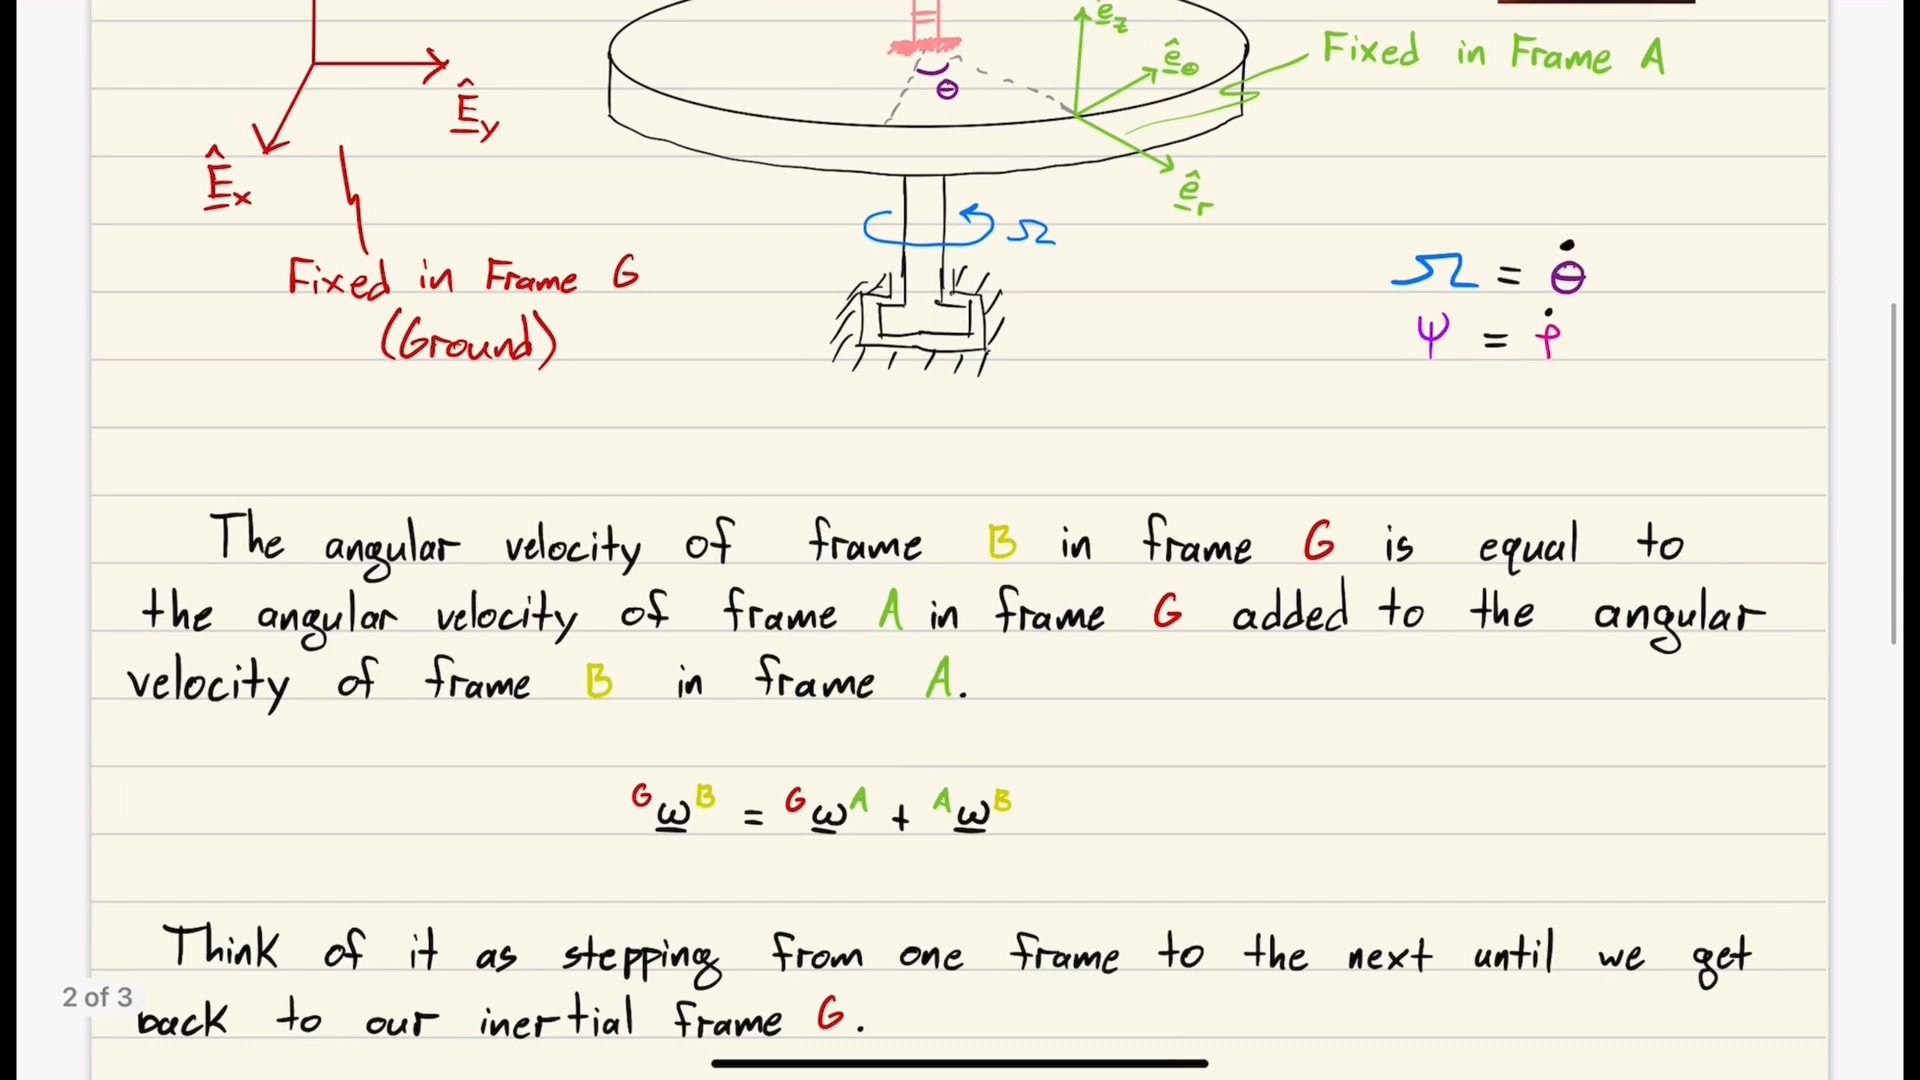 ê_z
Fixed in Frame A
ê_θ
θ
Ê_y
Ê_x
ê_r
Ω
Fixed in Frame G
(Ground)
Ω = θ̇
ψ = ρ̇
The angular velocity of frame B in frame G is equal to
the angular velocity of frame A in frame G added to the angular
velocity of frame B in frame A.
ᴳω̲ᴮ = ᴳω̲ᴬ + ᴬω̲ᴮ
Think of it as stepping from one frame to the next until we get
2 of 3
back to our inertial frame G.